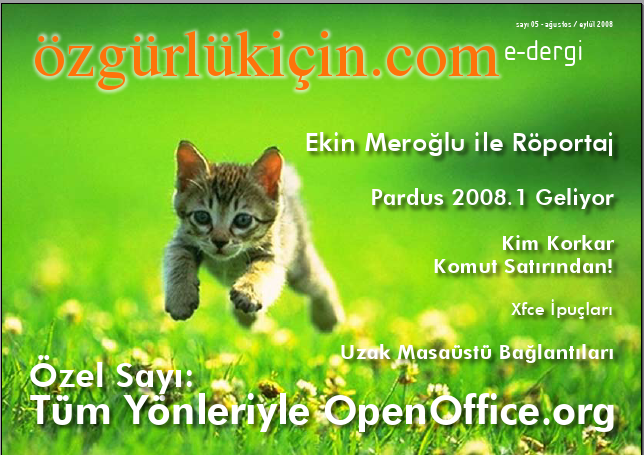 sayı 05 - ağustos / eylül 2008
özgürlükiçin.com e-dergi
Ekin Meroğlu ile Röportaj
Pardus 2008.1 Geliyor
Kim Korkar
Komut Satırından!
Xfce İpuçları
Uzak Masaüstü Bağlantıları
Özel Sayı:
Tüm Yönleriyle OpenOffice.org